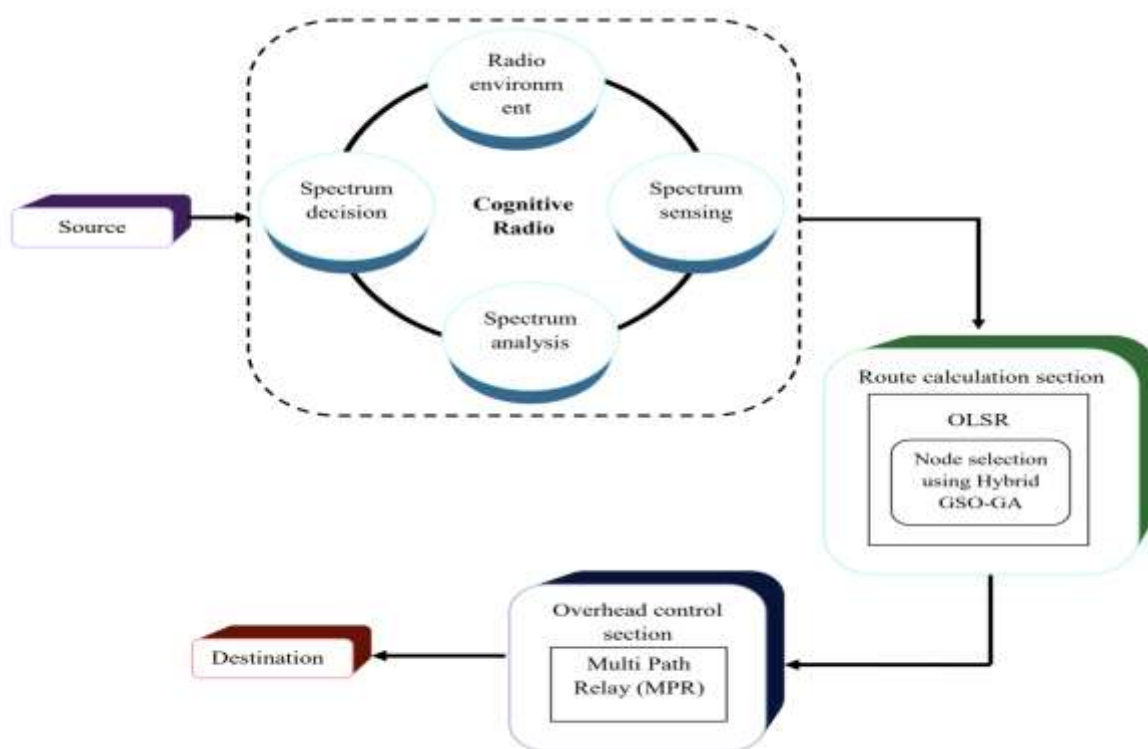 Radio
environm
ent
Spectrum
decision
Cognitive
Radio
Spectrum
sensing
Source
Spectrum
analysis
Route calculation section
OLSR
Node selection
using Hybrid
GSO-GA
Overhead control
section
Multi Path
Relay (MPR)
Destination